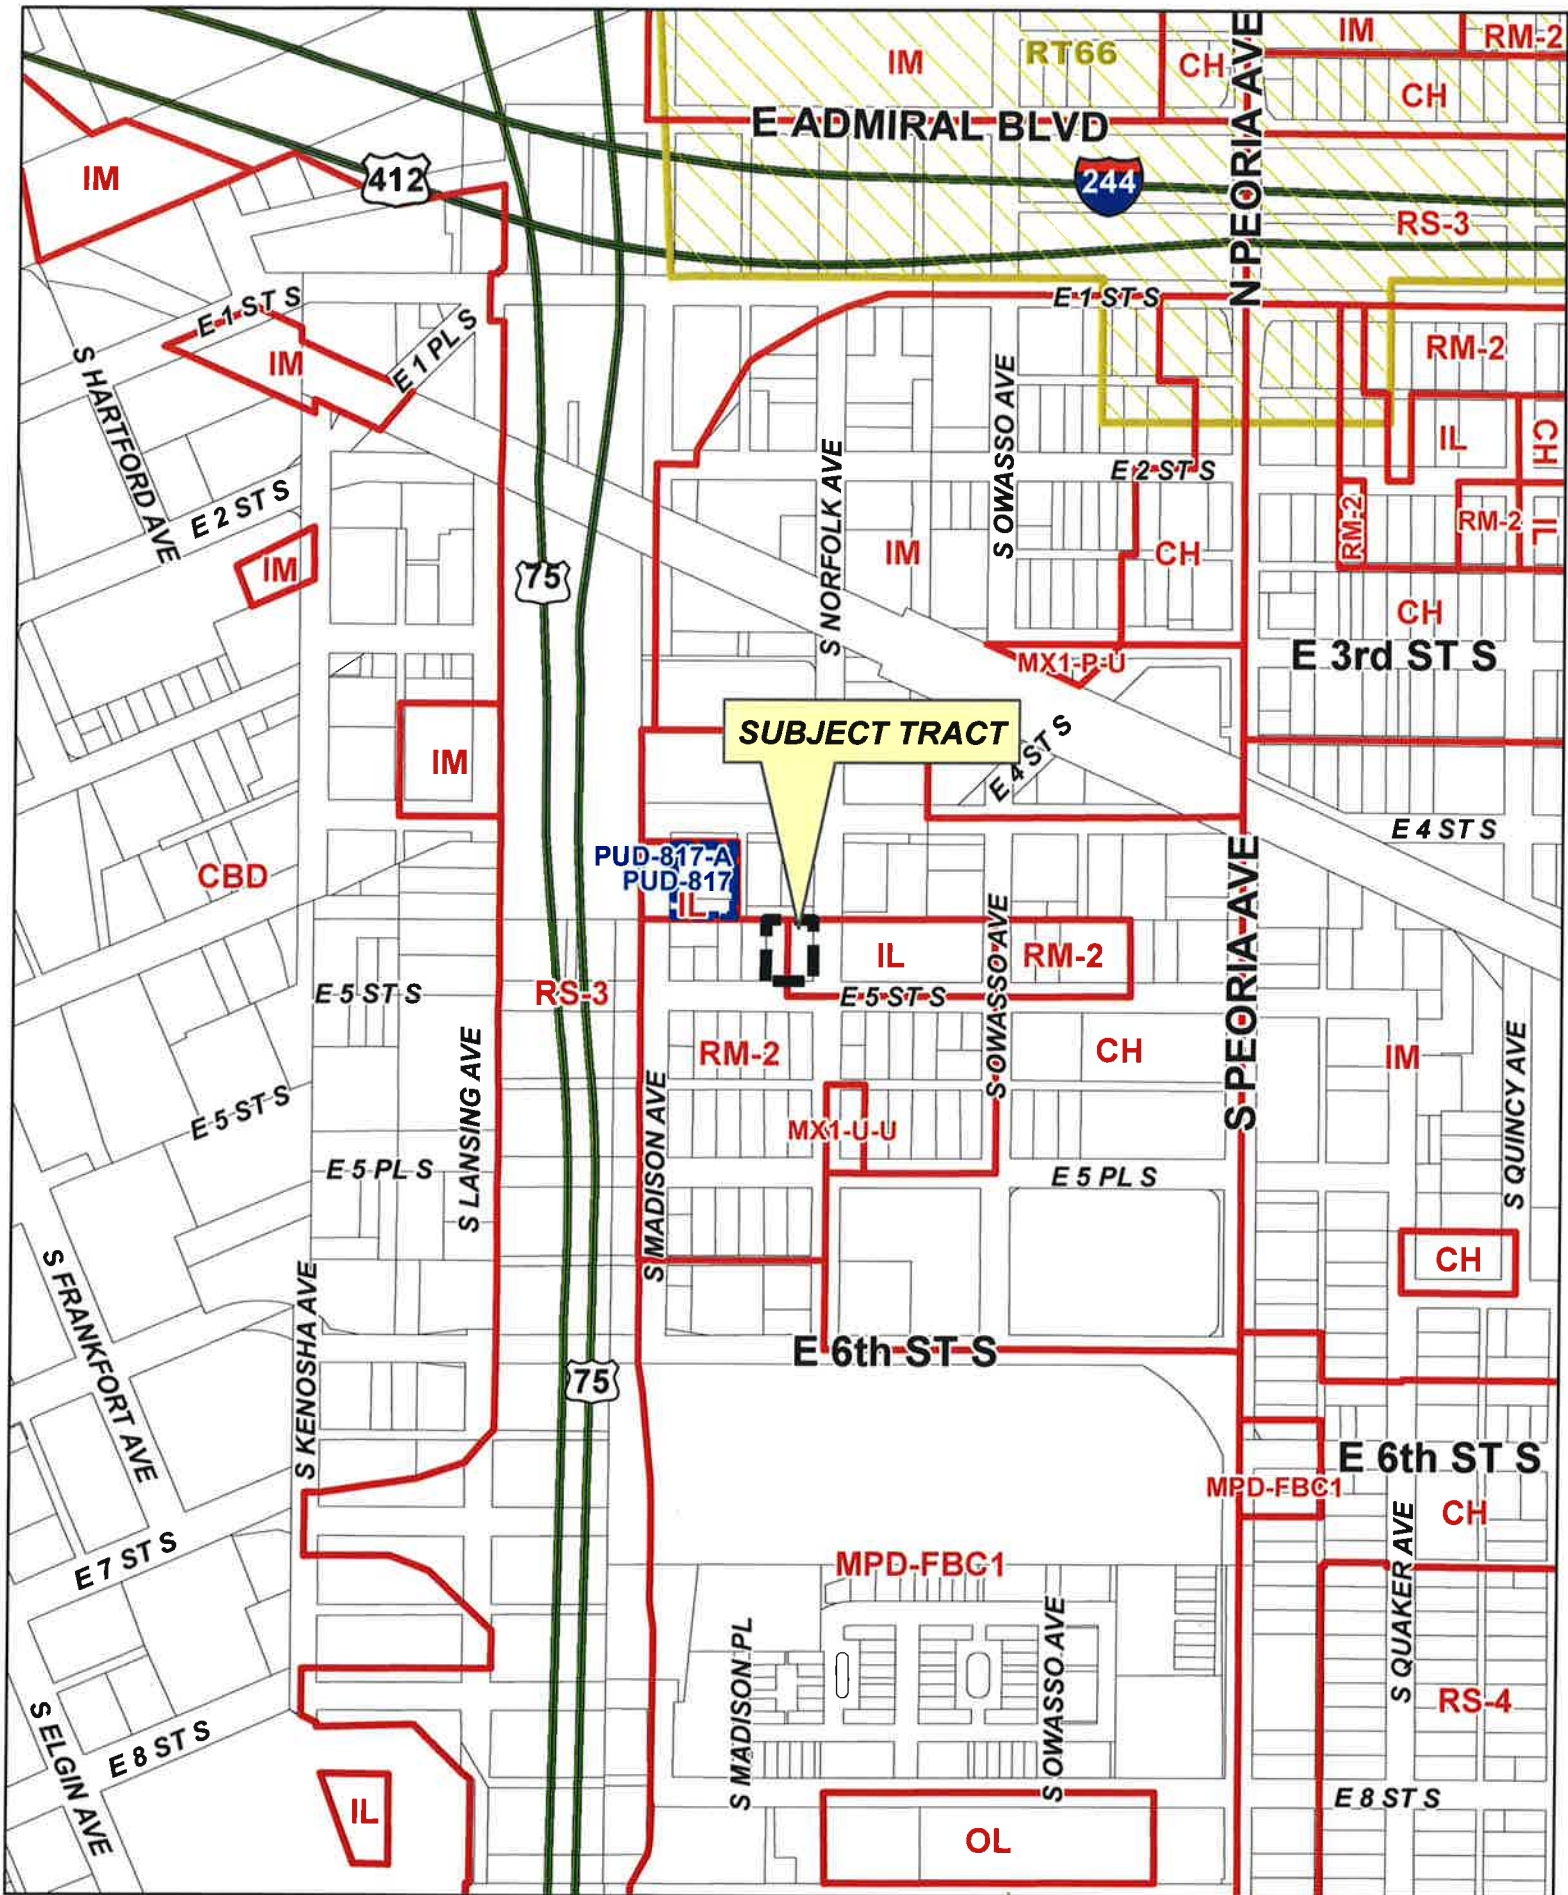 IM
RT66
CH
IM
RM-2
CH
N PEORIA AVE
E ADMIRAL BLVD
IM
412
244
RS-3
E 1 ST S
E 1 ST S
E 1 PL S
IM
S HARTFORD AVE
RM-2
S OWASSO AVE
IL
CH
E 2 ST S
E 2 ST S
S NORFOLK AVE
RM-2
RM-2
IL
IM
CH
IM
75
CH
E 3rd ST S
MX1-P-U
SUBJECT TRACT
E 4 ST S
IM
E 4 ST S
PUD-817-A
PUD-817
IL
CBD
S PEORIA AVE
S OWASSO AVE
IL
RM-2
E 5 ST S
RS-3
E 5 ST S
RM-2
CH
IM
S QUINCY AVE
E 5 ST S
S LANSING AVE
S MADISON AVE
MX1-U-U
E 5 PL S
E 5 PL S
CH
S FRANKFORT AVE
S KENOSHA AVE
E 6th ST S
75
E 6th ST S
MPD-FBC1
CH
E 7 ST S
MPD-FBC1
S QUAKER AVE
S MADISON PL
S OWASSO AVE
RS-4
S ELGIN AVE
E 8 ST S
E 8 ST S
IL
OL